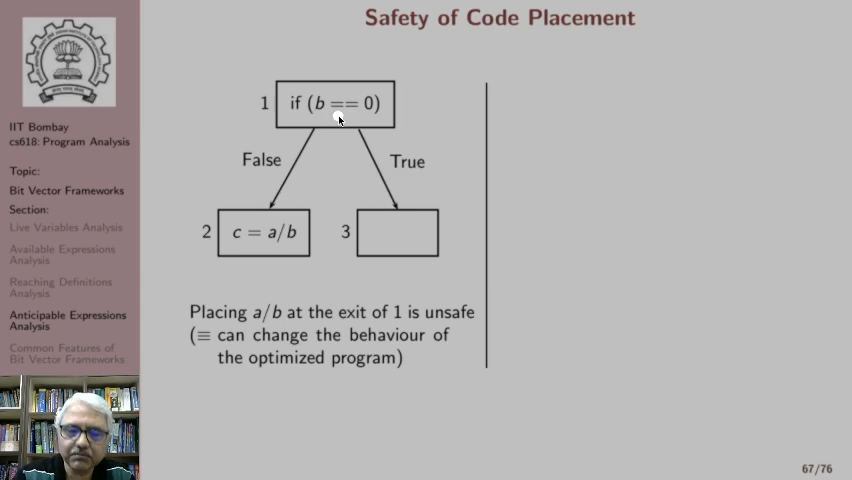 Safety of Code Placement
IIT Bombay
cs618: Program Analysis
Topic:
Bit Vector Frameworks
Section:
Live Variables Analysis
Available Expressions
Analysis
Reaching Definitions
Analysis
Anticipable Expressions
Analysis
Common Features of
Bit Vector Frameworks
1 if (b == 0)
False True
2 c = a/b 3
Placing a/b at the exit of 1 is unsafe
(≡ can change the behaviour of
the optimized program)
67/76